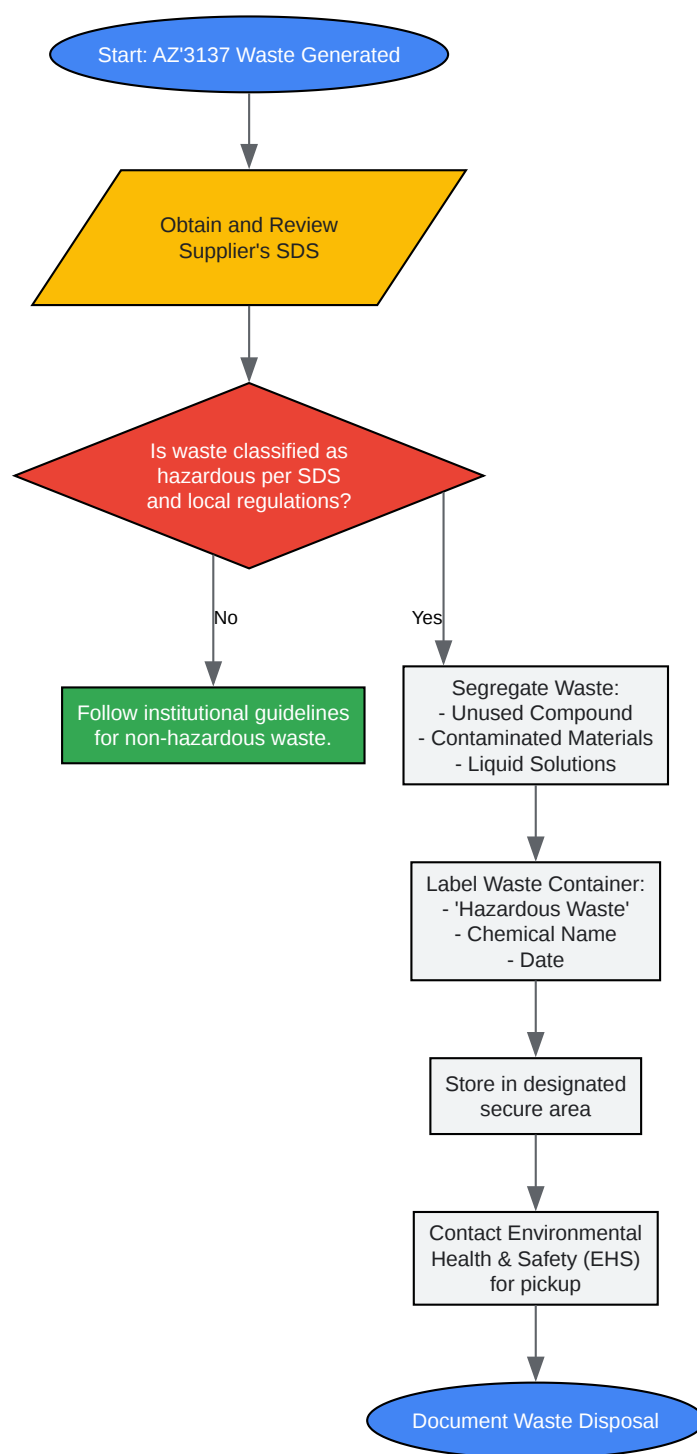 Start: AZ'3137 Waste Generated
Obtain and Review
Supplier's SDS
Is waste classified as
hazardous per SDS
and local regulations?
No
Yes
Follow institutional guidelines
for non-hazardous waste.
Segregate Waste:
- Unused Compound
- Contaminated Materials
- Liquid Solutions
Label Waste Container:
- 'Hazardous Waste'
- Chemical Name
- Date
Store in designated
secure area
Contact Environmental
Health & Safety (EHS)
for pickup
Document Waste Disposal